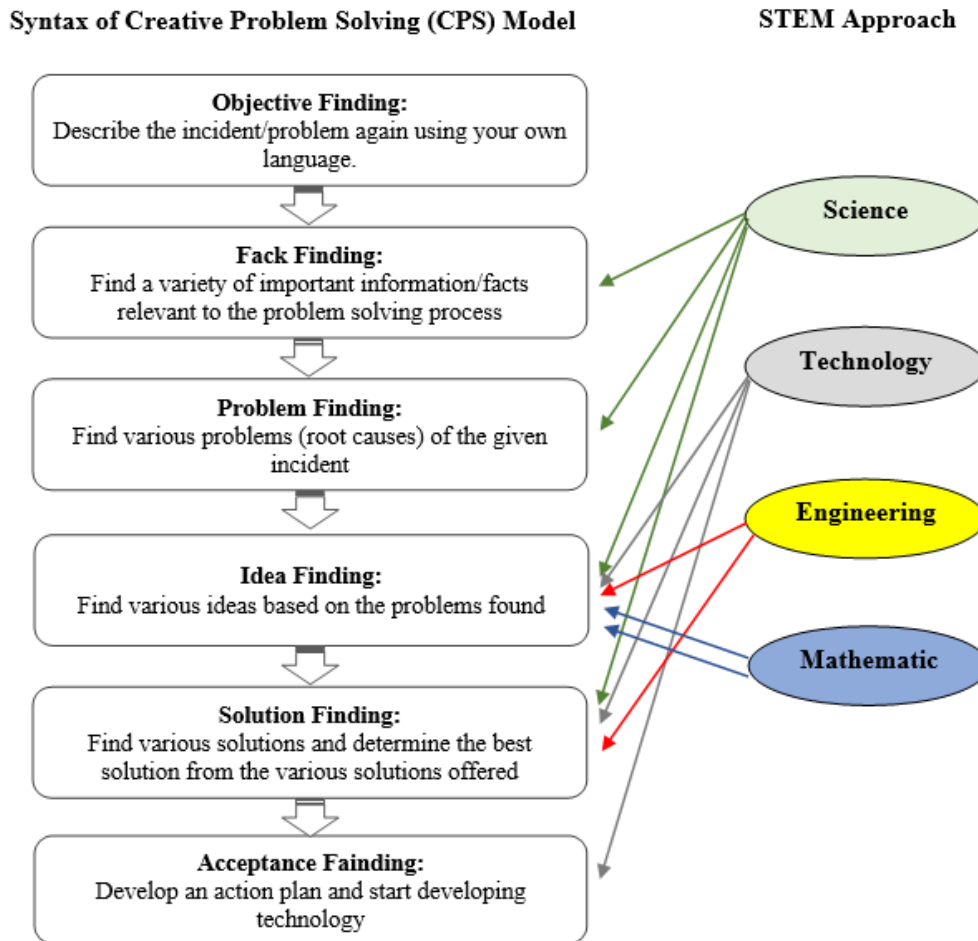 Syntax of Creative Problem Solving (CPS) Model
STEM Approach
Objective Finding:
Describe the incident/problem again using your own
language.
Fack Finding:
Find a variety of important information/facts
relevant to the problem solving process
Problem Finding:
Find various problems (root causes) of the given
incident
Idea Finding:
Find various ideas based on the problems found
Solution Finding:
Find various solutions and determine the best
solution from the various solutions offered
Acceptance Fainding:
Develop an action plan and start developing
technology
Science
Technology
Engineering
Mathematic